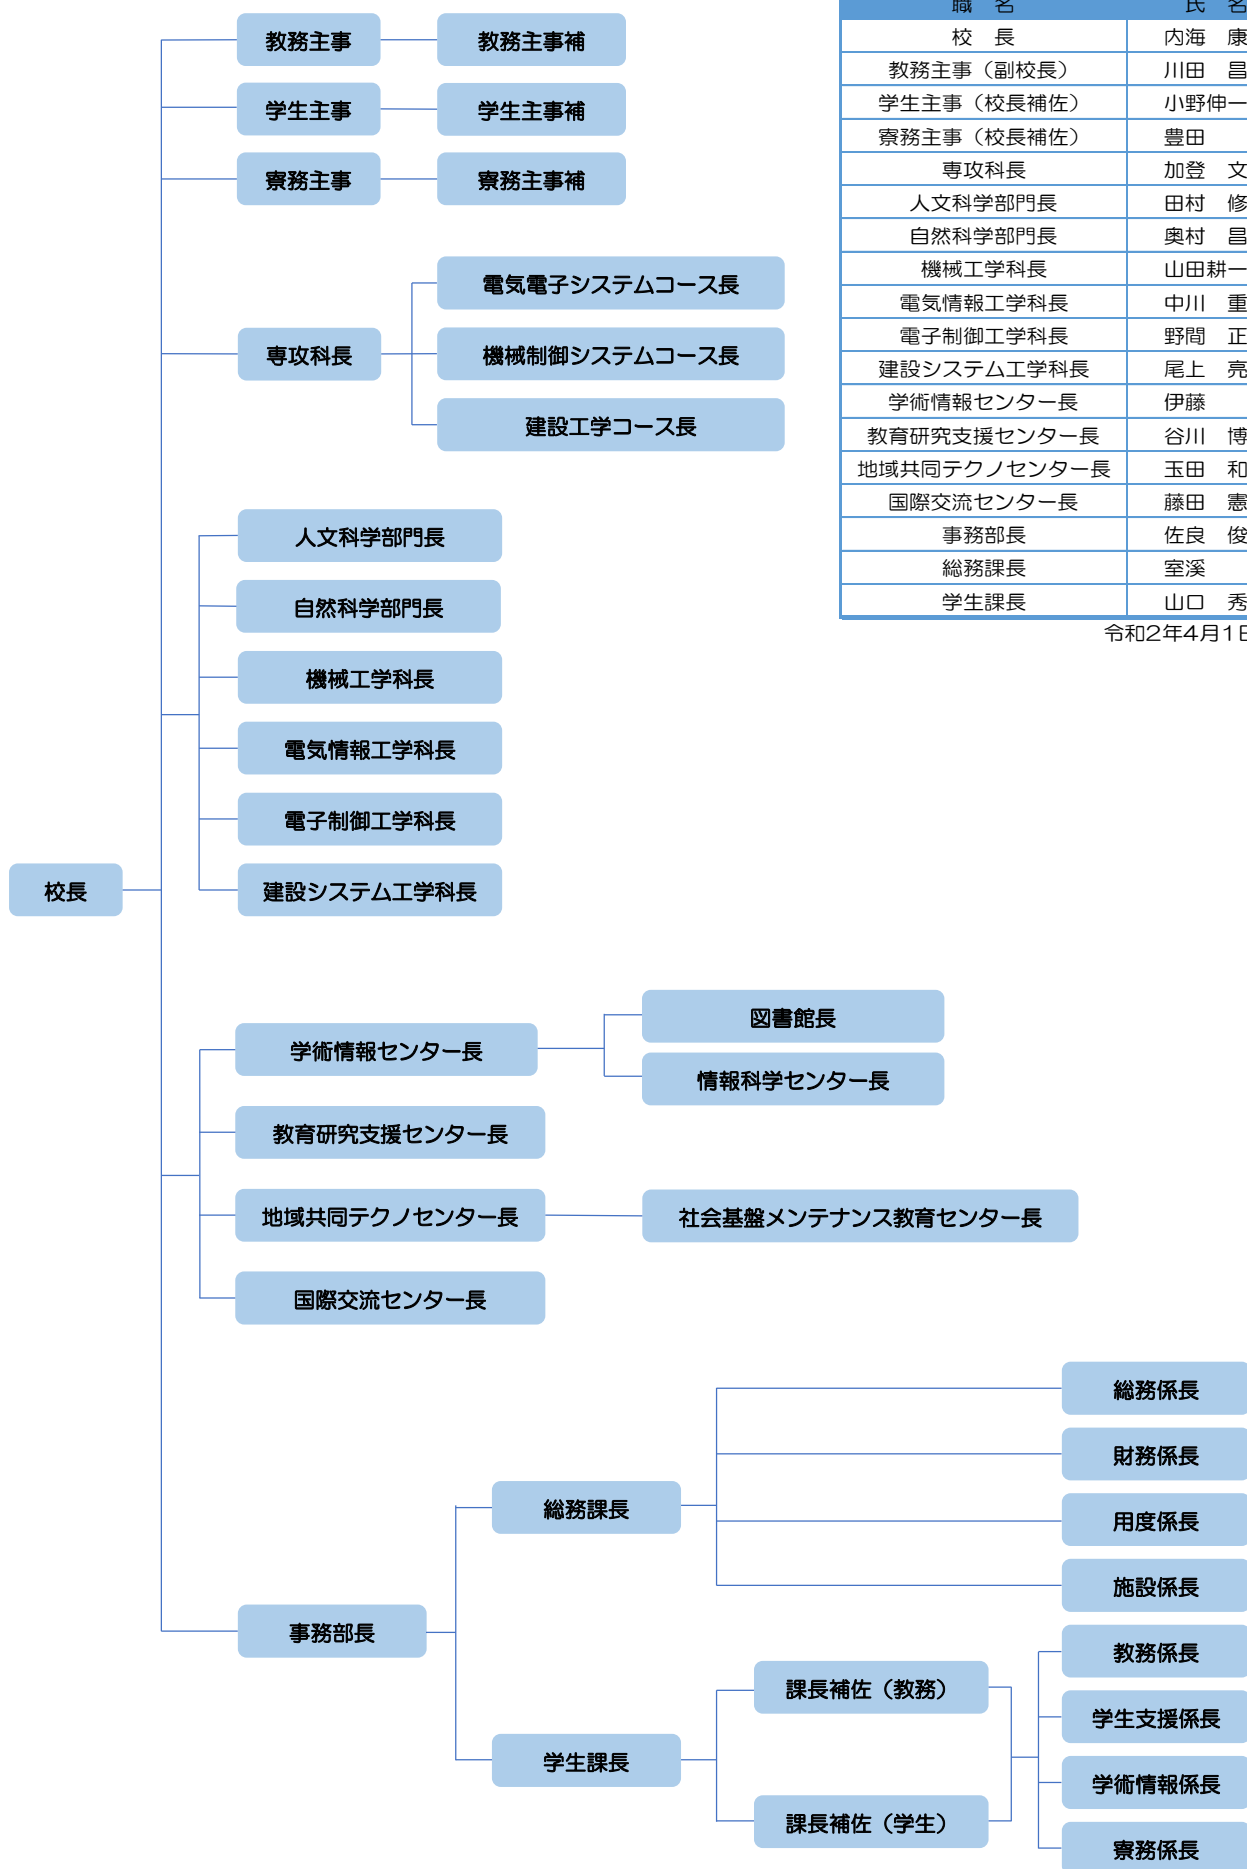 教務主事 教務主事補
学生主事 学生主事補
寮務主事 寮務主事補
専攻科長
電気電子システムコース長
機械制御システムコース長
建設工学コース長
人文科学部門長
自然科学部門長
機械工学科長
電気情報工学科長
電子制御工学科長
建設システム工学科長
校長
学術情報センター長
図書館長
情報科学センター長
教育研究支援センター長
地域共同テクノセンター長 社会基盤メンテナンス教育センター長
国際交流センター長
事務部長
総務課長
総務係長
財務係長
用度係長
施設係長
学生課長
課長補佐（教務）
課長補佐（学生）
教務係長
学生支援係長
学術情報係長
寮務係長
職 名 氏 名
校 長 内海 康
教務主事（副校長） 川田 昌
学生主事（校長補佐） 小野伸一
寮務主事（校長補佐） 豊田
専攻科長 加登 文
人文科学部門長 田村 修
自然科学部門長 奥村 昌
機械工学科長 山田耕一
電気情報工学科長 中川 重
電子制御工学科長 野間 正
建設システム工学科長 尾上 亮
学術情報センター長 伊藤
教育研究支援センター長 谷川 博
地域共同テクノセンター長 玉田 和
国際交流センター長 藤田 憲
事務部長 佐良 俊
総務課長 室溪
学生課長 山口 秀
令和2年4月1日